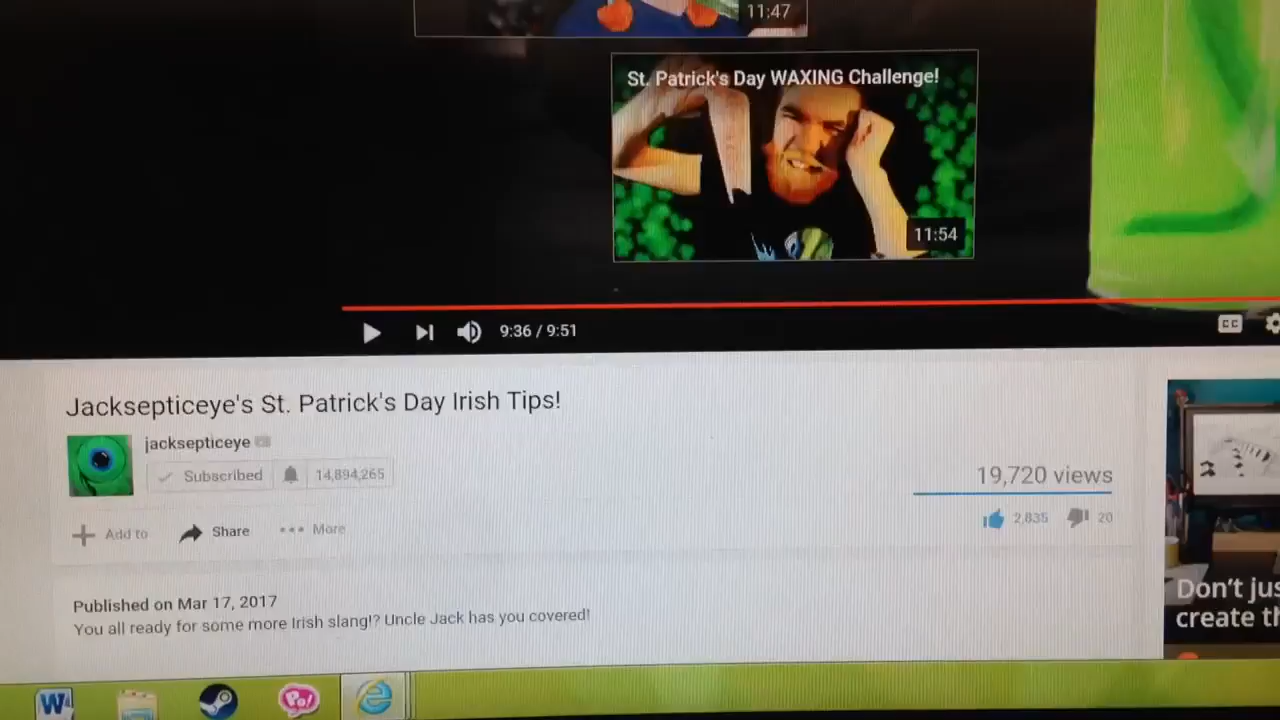 11:47
St. Patrick's Day WAXING Challenge!
11:54
9:36 / 9:51
CC
Jacksepticeye's St. Patrick's Day Irish Tips!
jacksepticeye
Subscribed 14,894,265
19,720 views
Add to Share More
2,835 20
Published on Mar 17, 2017
You all ready for some more Irish slang!? Uncle Jack has you covered!
Don't jus
create th
W
Po!